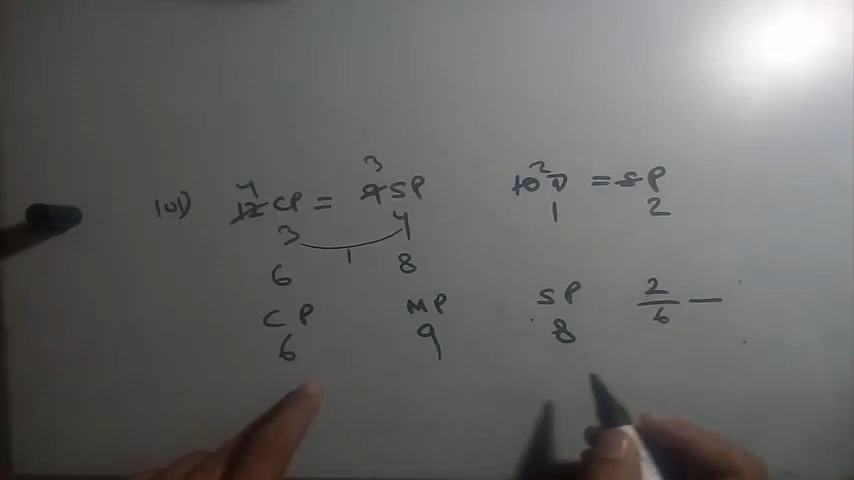 4 3 2
101) 12 CP = 9 SP 10 D = 5 SP
3 4 1 2
1
6 8
CP MP SP 2/6 —
6 9 8